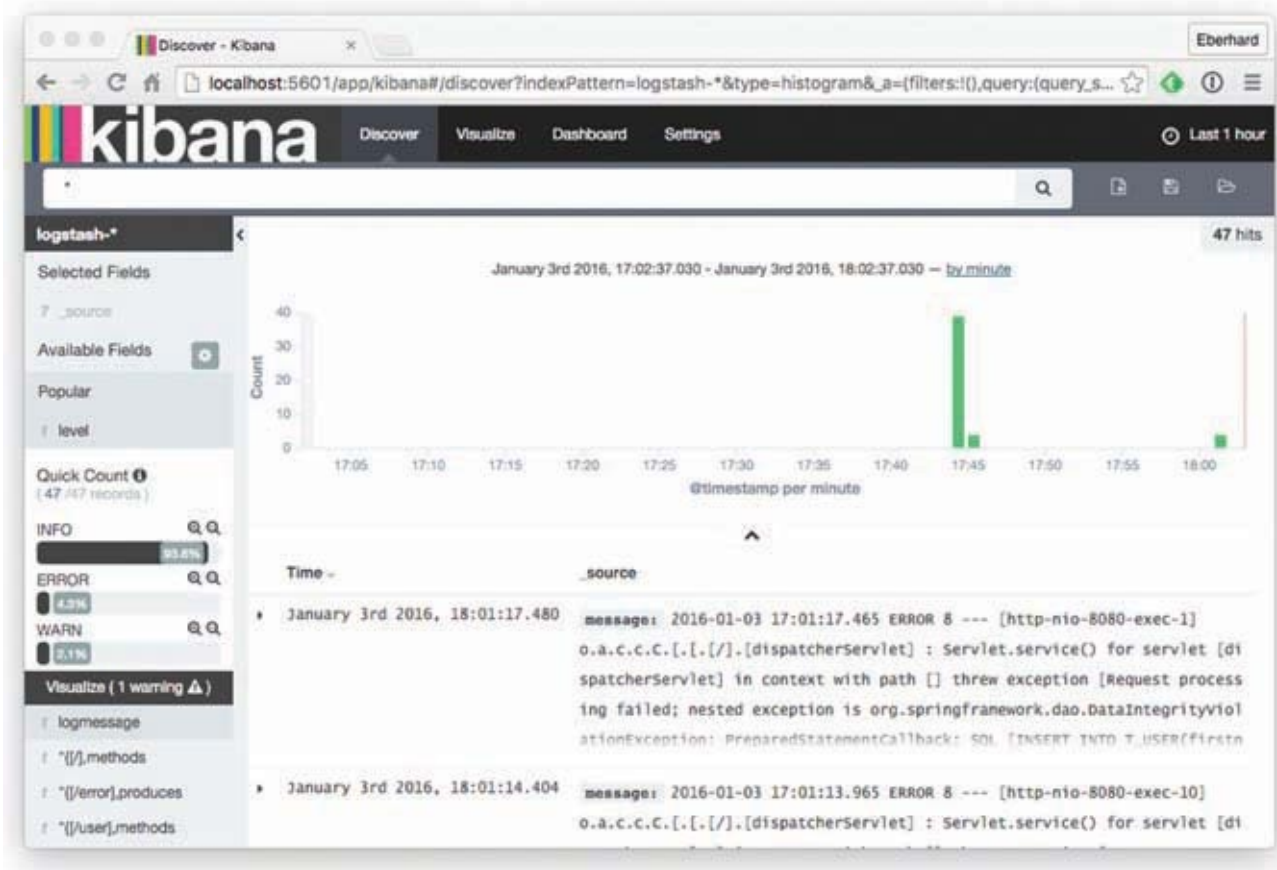 Discover - Kibana
Eberhard
localhost:5601/app/kibana#/discover?indexPattern=logstash-*&type=histogram&_a=(filters:!(),query:(query_s...
kibana
Discover
Visualize
Dashboard
Settings
Last 1 hour
*
logstash-*
47 hits
Selected Fields
January 3rd 2016, 17:02:37.030 - January 3rd 2016, 18:02:37.030 — by minute
? _source
Available Fields
Popular
t level
Quick Count
( 47 /47 records )
INFO
93.6%
ERROR
4.3%
WARN
2.1%
Visualize ( 1 warning )
t logmessage
t "{[/],methods
t "{[/error],produces
t "{[/user],methods
Count
40
30
20
10
0
17:05 17:10 17:15 17:20 17:25 17:30 17:35 17:40 17:45 17:50 17:55 18:00
@timestamp per minute
Time
_source
January 3rd 2016, 18:01:17.480
message: 2016-01-03 17:01:17.465 ERROR 8 --- [http-nio-8080-exec-1]
o.a.c.c.C.[.[.[/].[dispatcherServlet] : Servlet.service() for servlet [di
spatcherServlet] in context with path [] threw exception [Request process
ing failed; nested exception is org.springframework.dao.DataIntegrityViol
ationException: PreparedStatementCallback: SQL [INSERT INTO T_USER(firstn
January 3rd 2016, 18:01:14.404
message: 2016-01-03 17:01:13.965 ERROR 8 --- [http-nio-8080-exec-10]
o.a.c.c.C.[.[.[/].[dispatcherServlet] : Servlet.service() for servlet [di